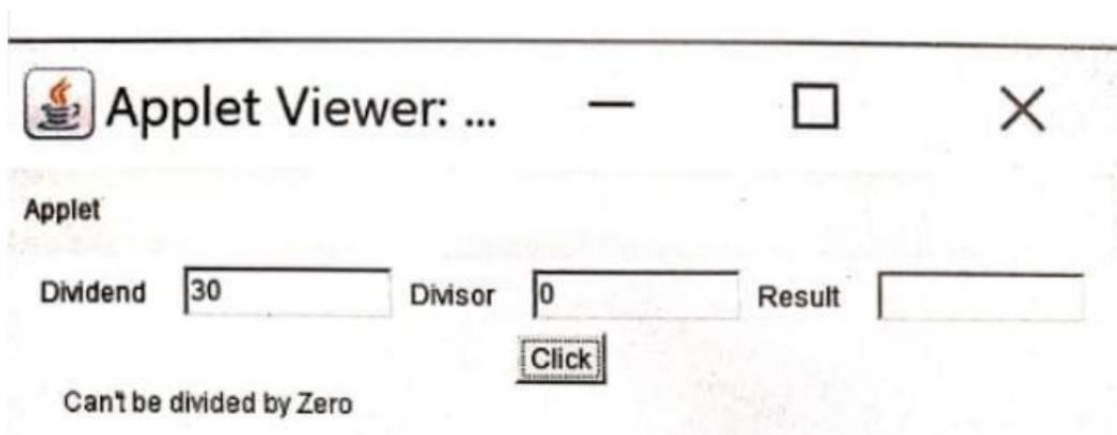 Applet Viewer: ...
Applet
Dividend 30 Divisor 0 Result
Click
Can't be divided by Zero